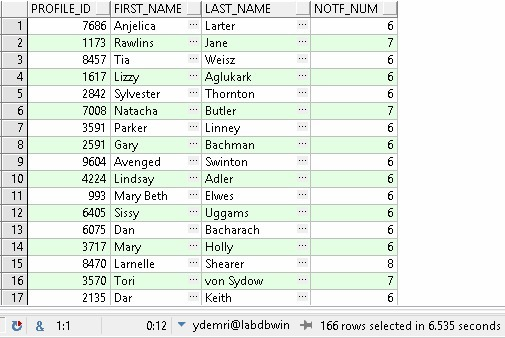 PROFILE_ID FIRST_NAME LAST_NAME NOTF_NUM
1 7686 Anjelica ... Larter ... 6
2 1173 Rawlins ... Jane ... 7
3 8457 Tia ... Weisz ... 6
4 1617 Lizzy ... Aglukark ... 6
5 2842 Sylvester ... Thornton ... 6
6 7008 Natacha ... Butler ... 7
7 3591 Parker ... Linney ... 6
8 2591 Gary ... Bachman ... 6
9 9604 Avenged ... Swinton ... 6
10 4224 Lindsay ... Adler ... 6
11 993 Mary Beth ... Elwes ... 6
12 6405 Sissy ... Uggams ... 6
13 6075 Dan ... Bacharach ... 6
14 3717 Mary ... Holly ... 6
15 8470 Larnelle ... Shearer ... 8
16 3570 Tori ... von Sydow ... 7
17 2135 Dar ... Keith ... 6
& 1:1 0:12 ydemri@labdbwin 166 rows selected in 6.535 seconds